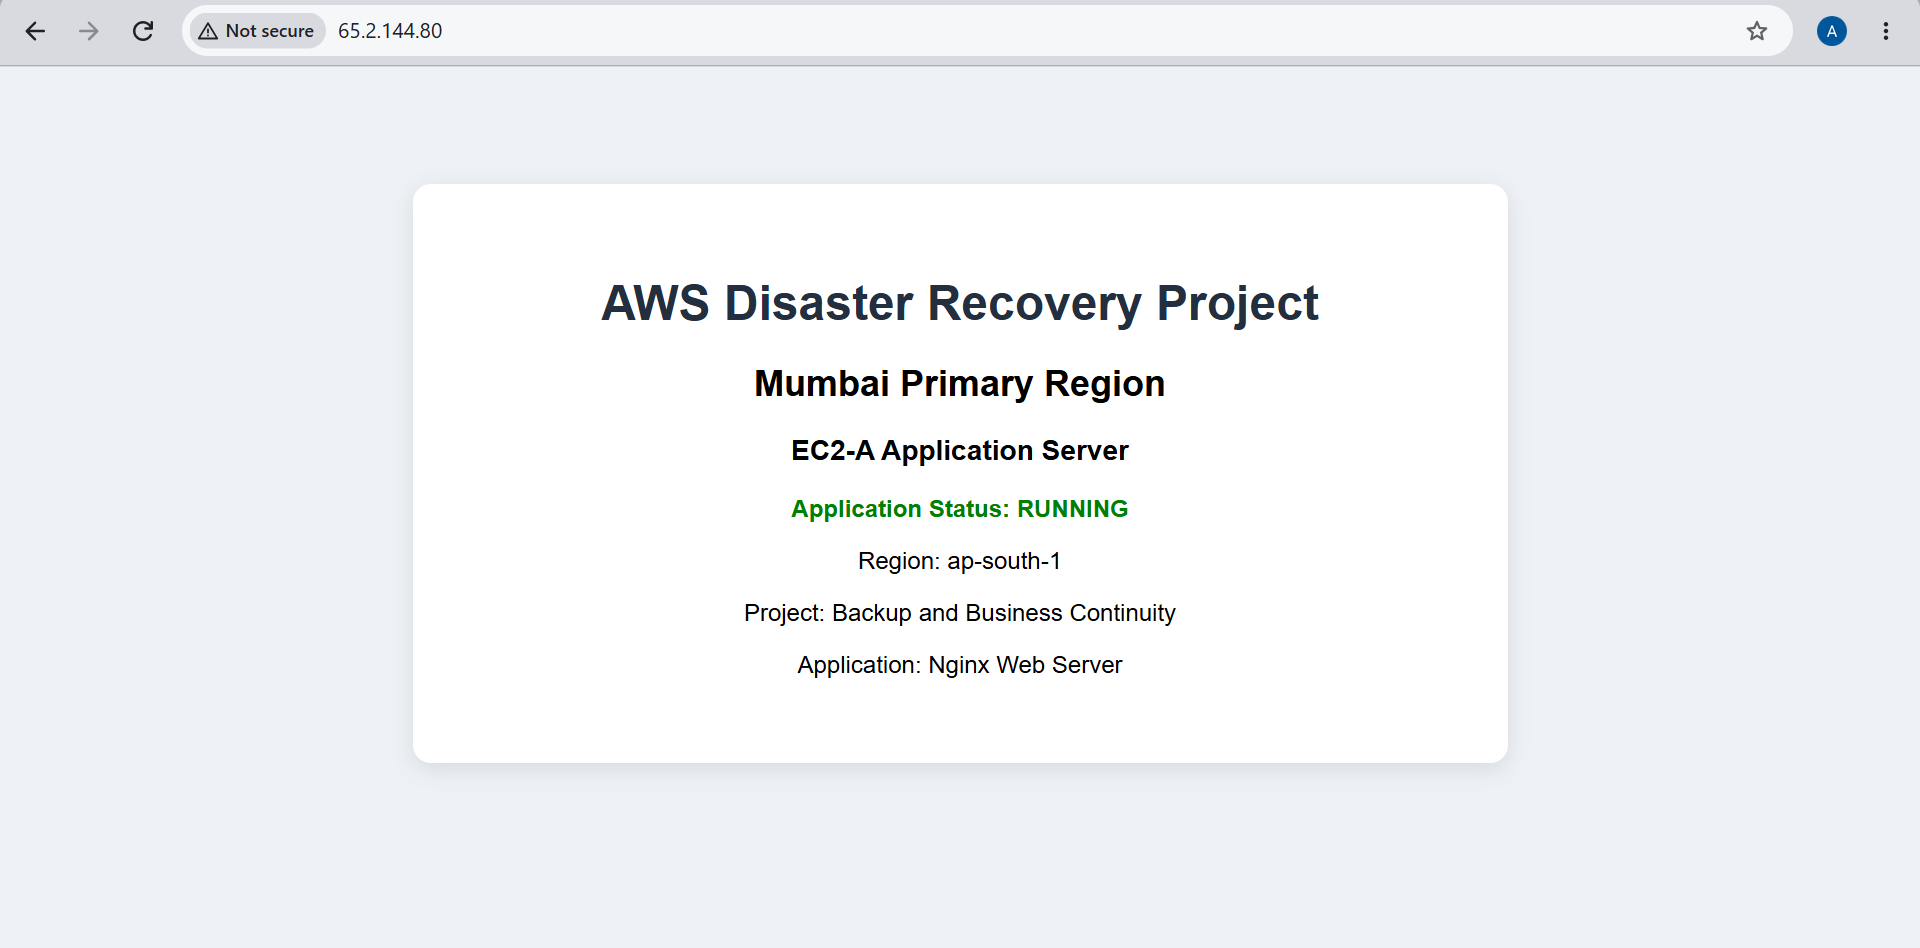 Not secure 65.2.144.80
A
AWS Disaster Recovery Project
Mumbai Primary Region
EC2-A Application Server
Application Status: RUNNING
Region: ap-south-1
Project: Backup and Business Continuity
Application: Nginx Web Server